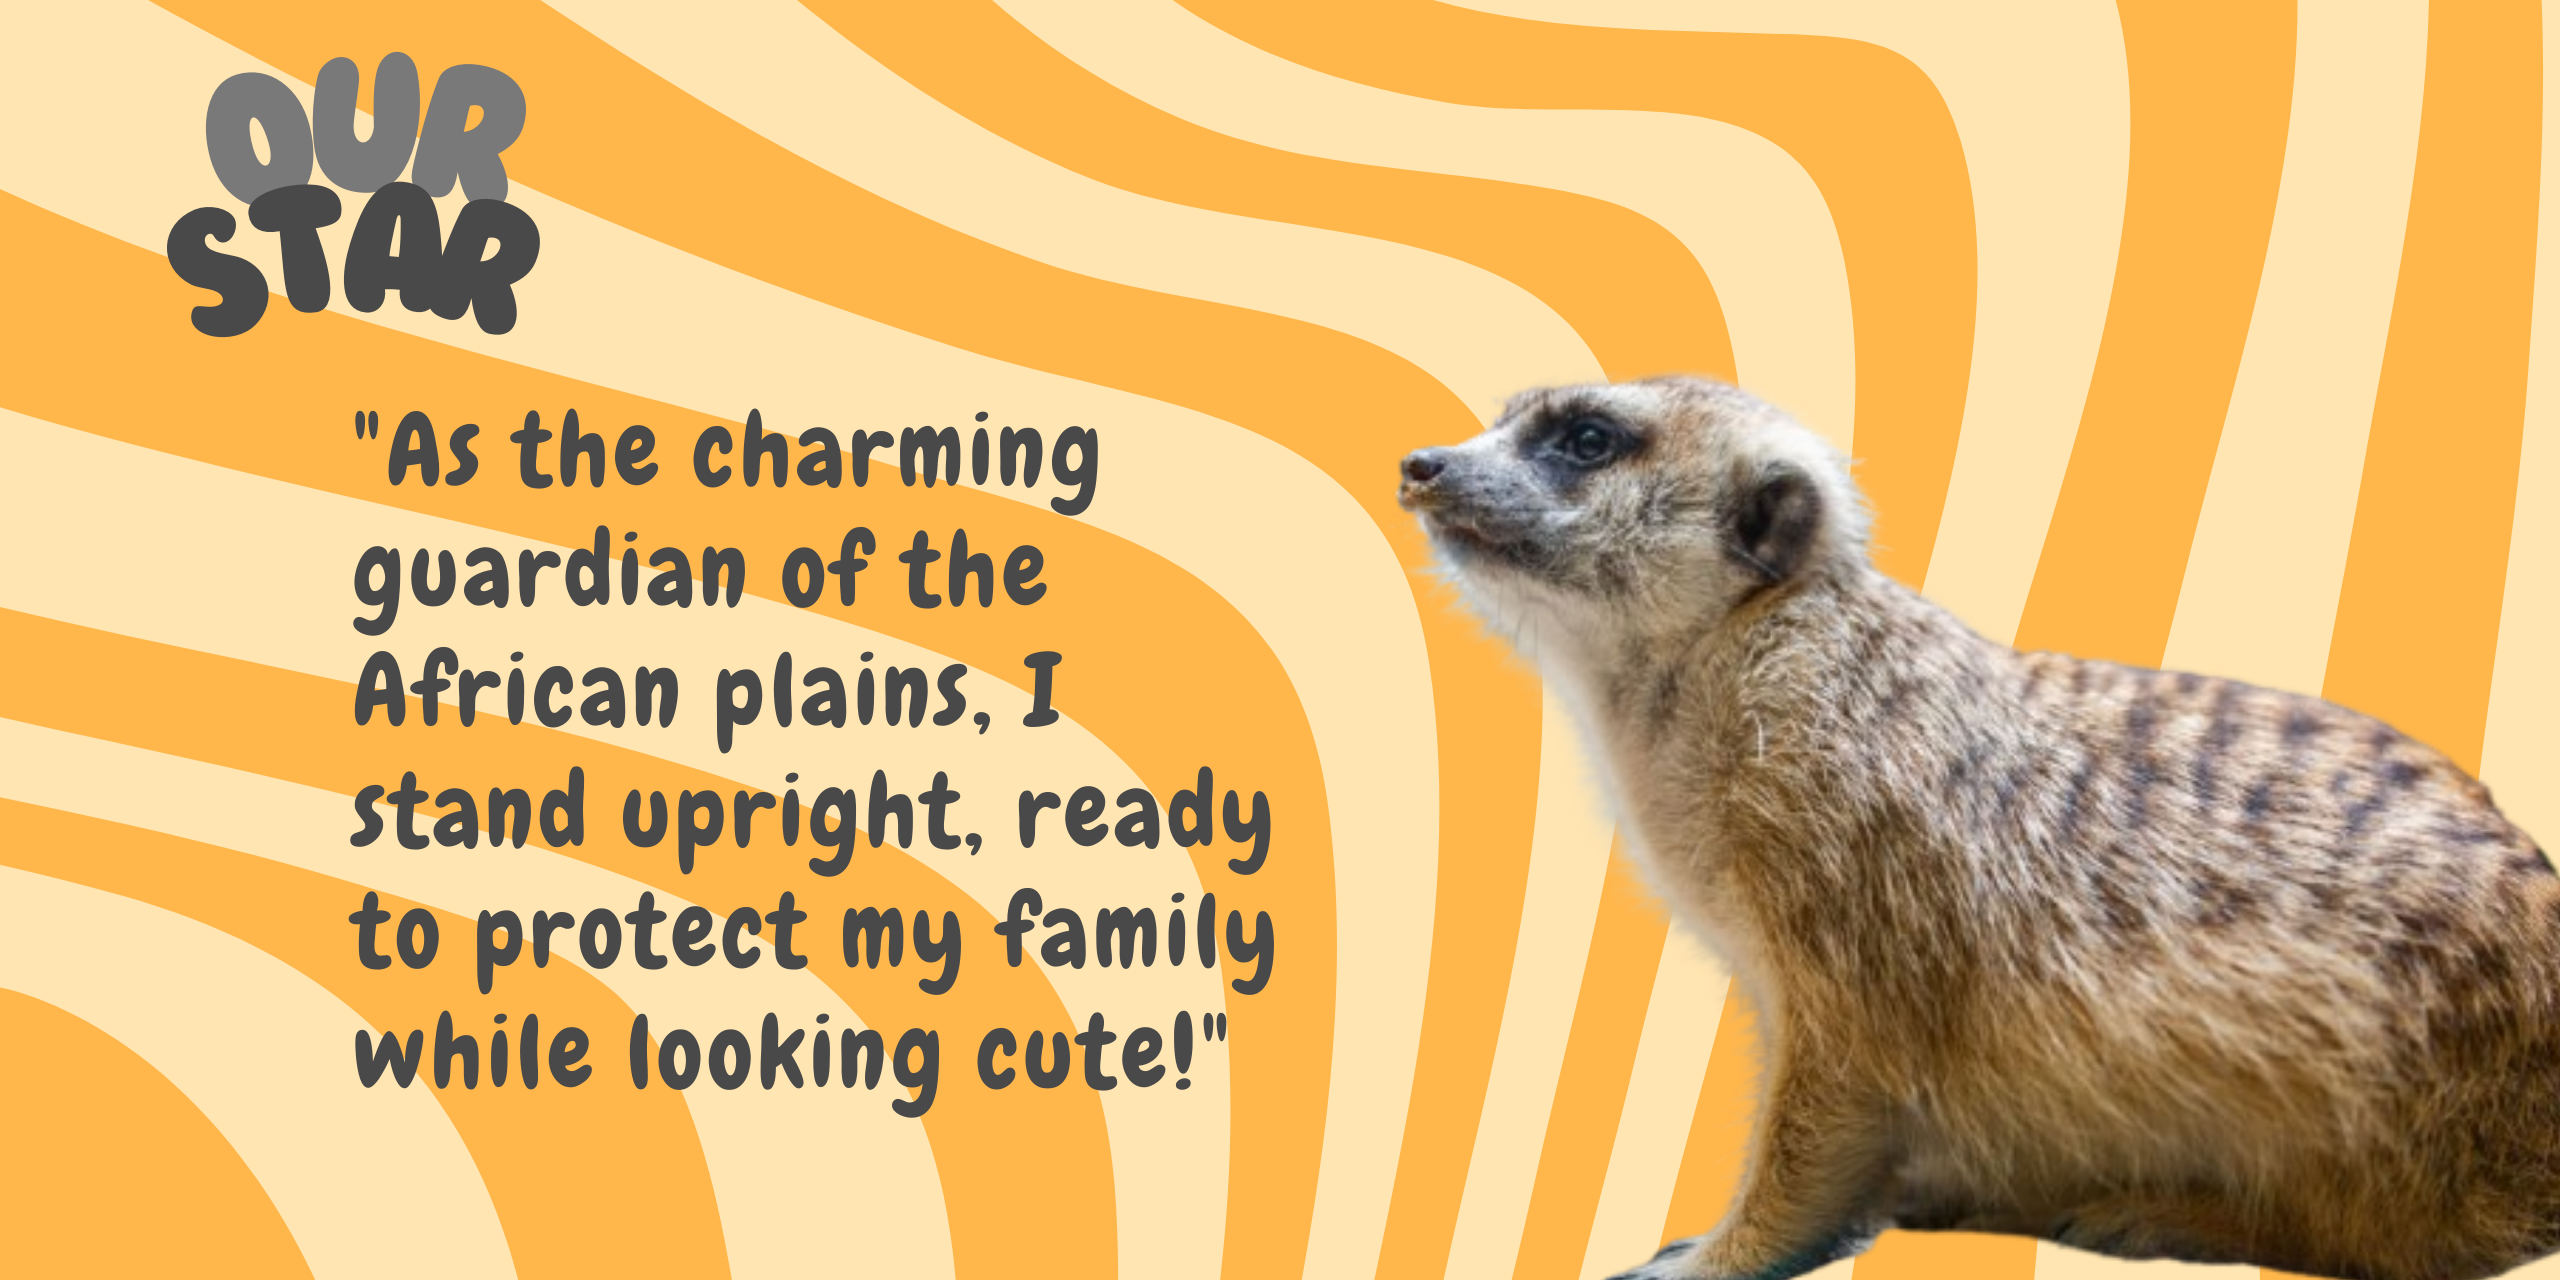 OUR
STAR
"As the charming
guardian of the
African plains, I
stand upright, ready
to protect my family
while looking cute!"